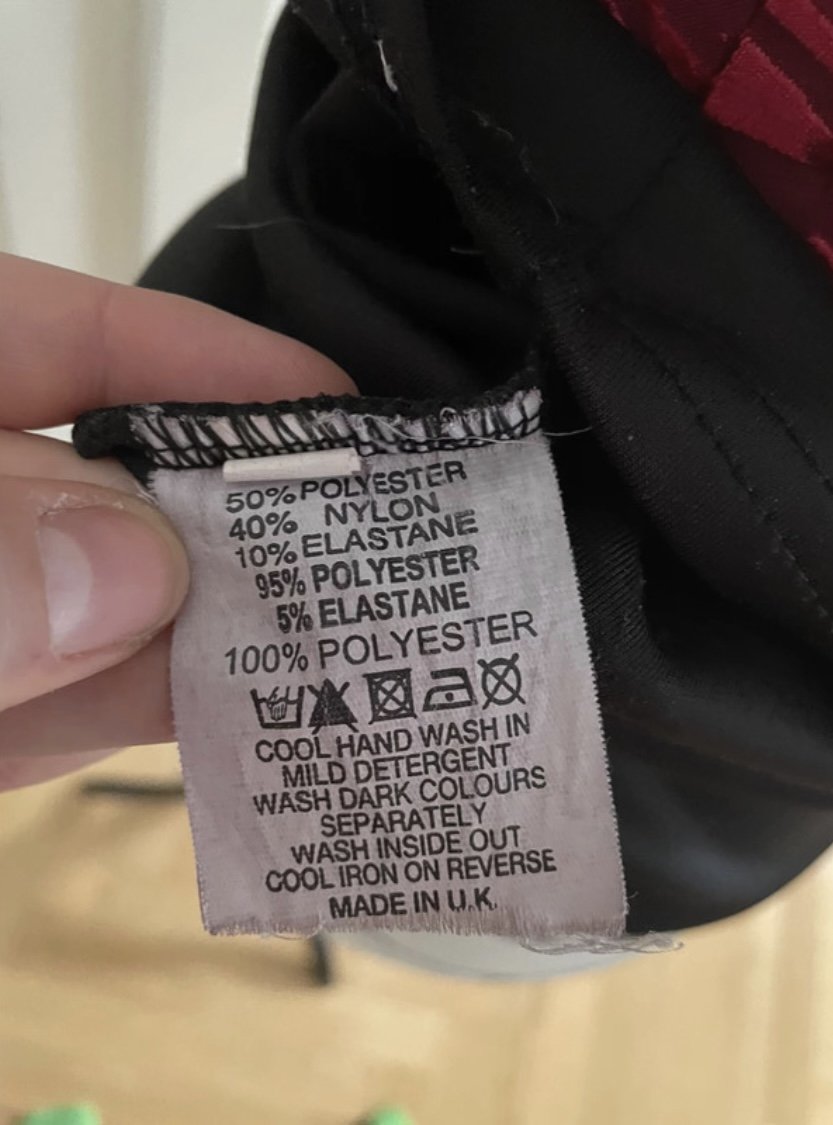 50% POLYESTER
40% NYLON
10% ELASTANE
95% POLYESTER
5% ELASTANE
100% POLYESTER
COOL HAND WASH IN
MILD DETERGENT
WASH DARK COLOURS
SEPARATELY
WASH INSIDE OUT
COOL IRON ON REVERSE
MADE IN U.K.